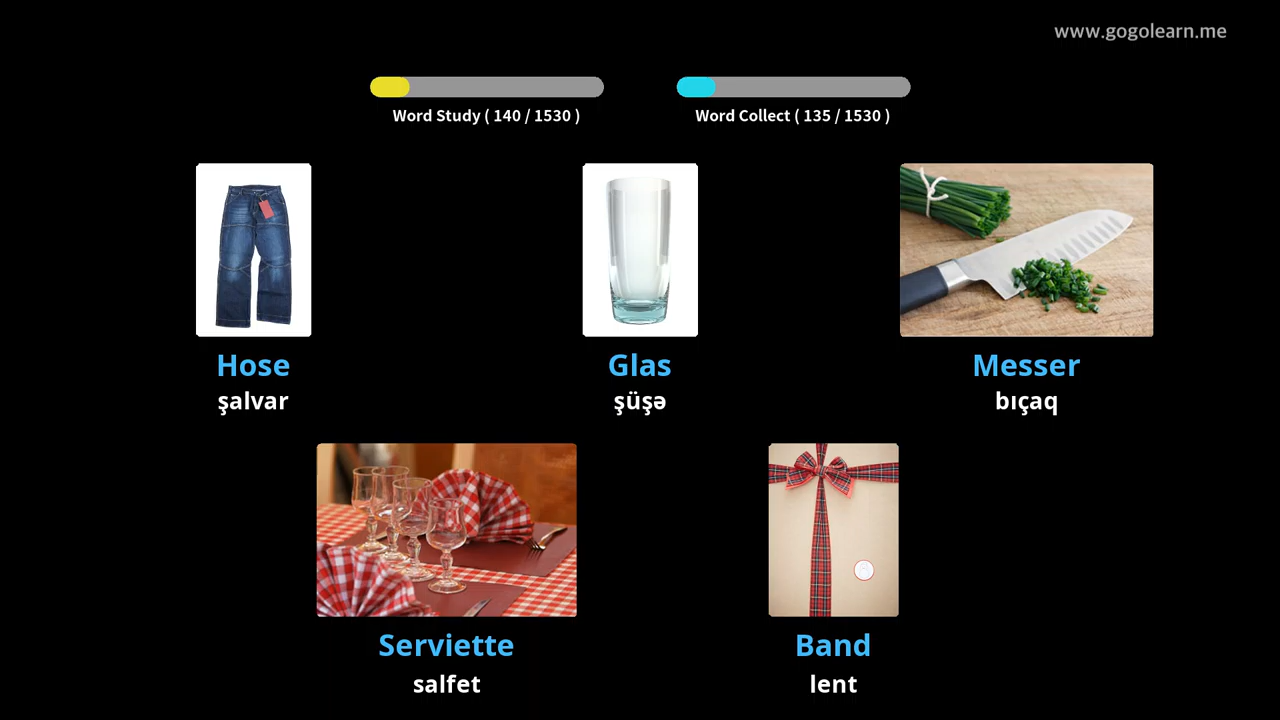 www.gogolearn.me
Word Study ( 140 / 1530 )
Word Collect ( 135 / 1530 )
Hose
şalvar
Glas
şüşə
Messer
bıçaq
Serviette
salfet
Band
lent